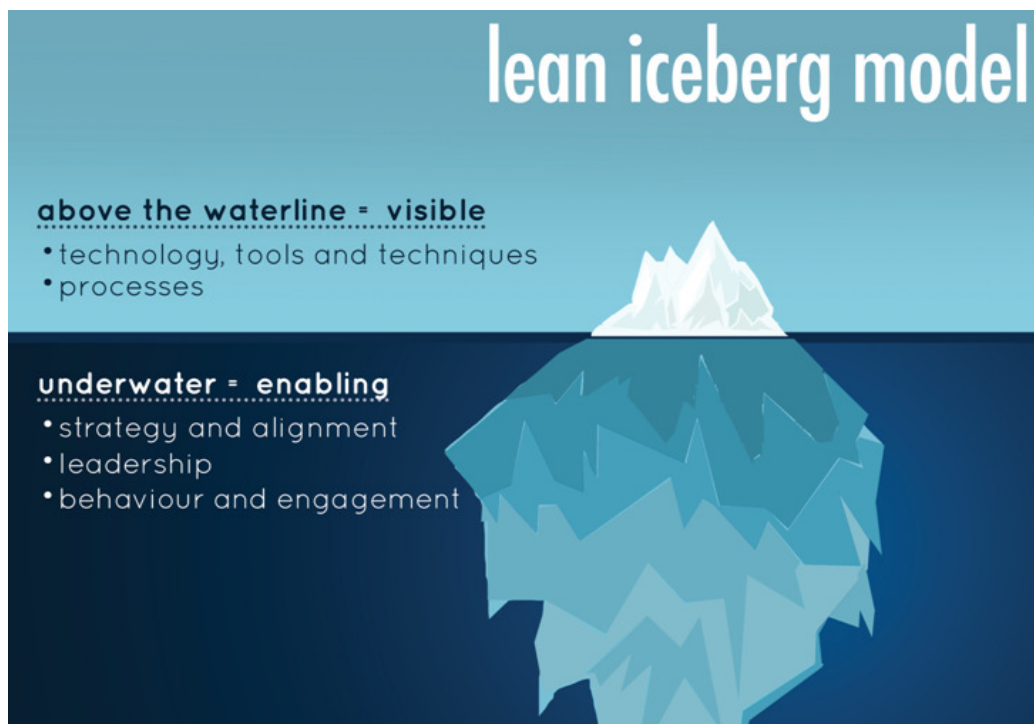 lean iceberg model
above the waterline = visible
• technology, tools and techniques
• processes
underwater = enabling
• strategy and alignment
• leadership
• behaviour and engagement